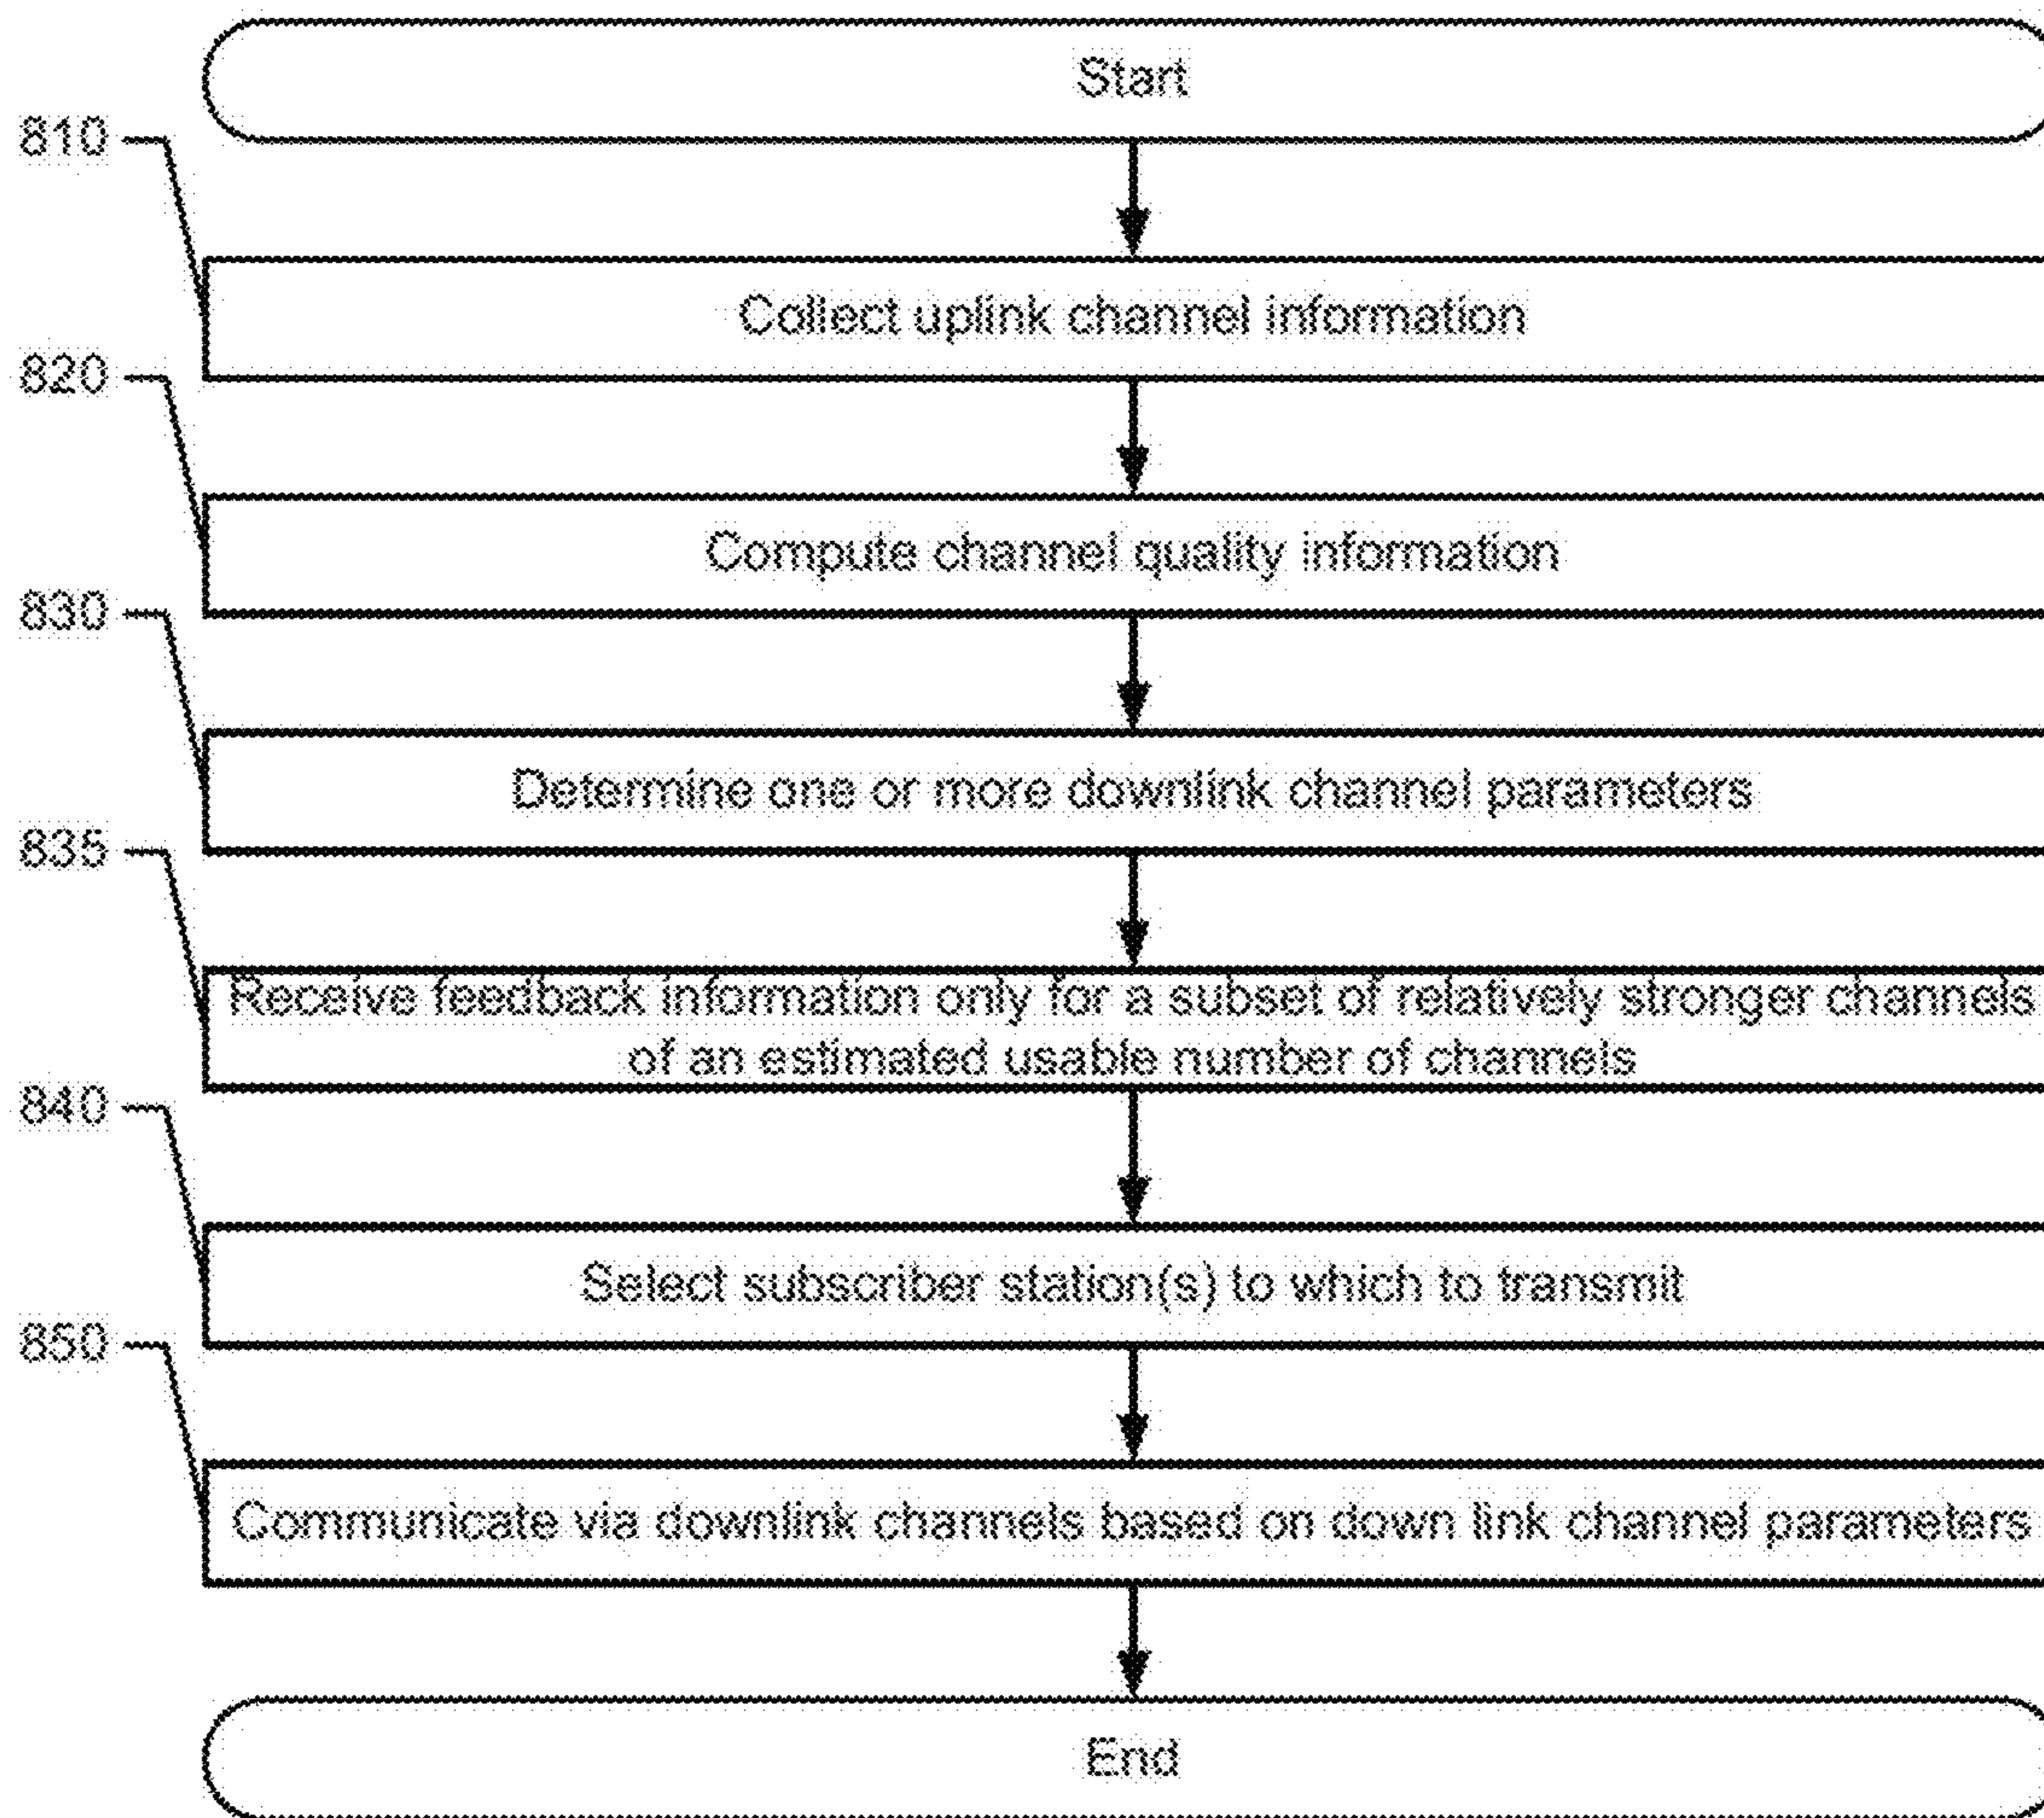 Start
810
Collect uplink channel information
820
Compute channel quality information
830
Determine one or more downlink channel parameters
835
Receive feedback information only for a subset of relatively stronger channels
of an estimated usable number of channels
840
Select subscriber station(s) to which to transmit
850
Communicate via downlink channels based on down link channel parameters
End